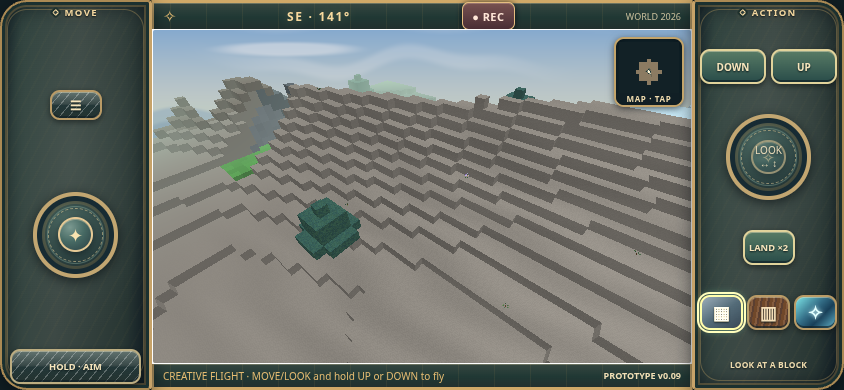 ◇ MOVE
SE · 141°
● REC
WORLD 2026
◇ ACTION
DOWN
UP
MAP · TAP
LOOK
LAND ×2
HOLD · AIM
LOOK AT A BLOCK
CREATIVE FLIGHT · MOVE/LOOK and hold UP or DOWN to fly
PROTOTYPE v0.09